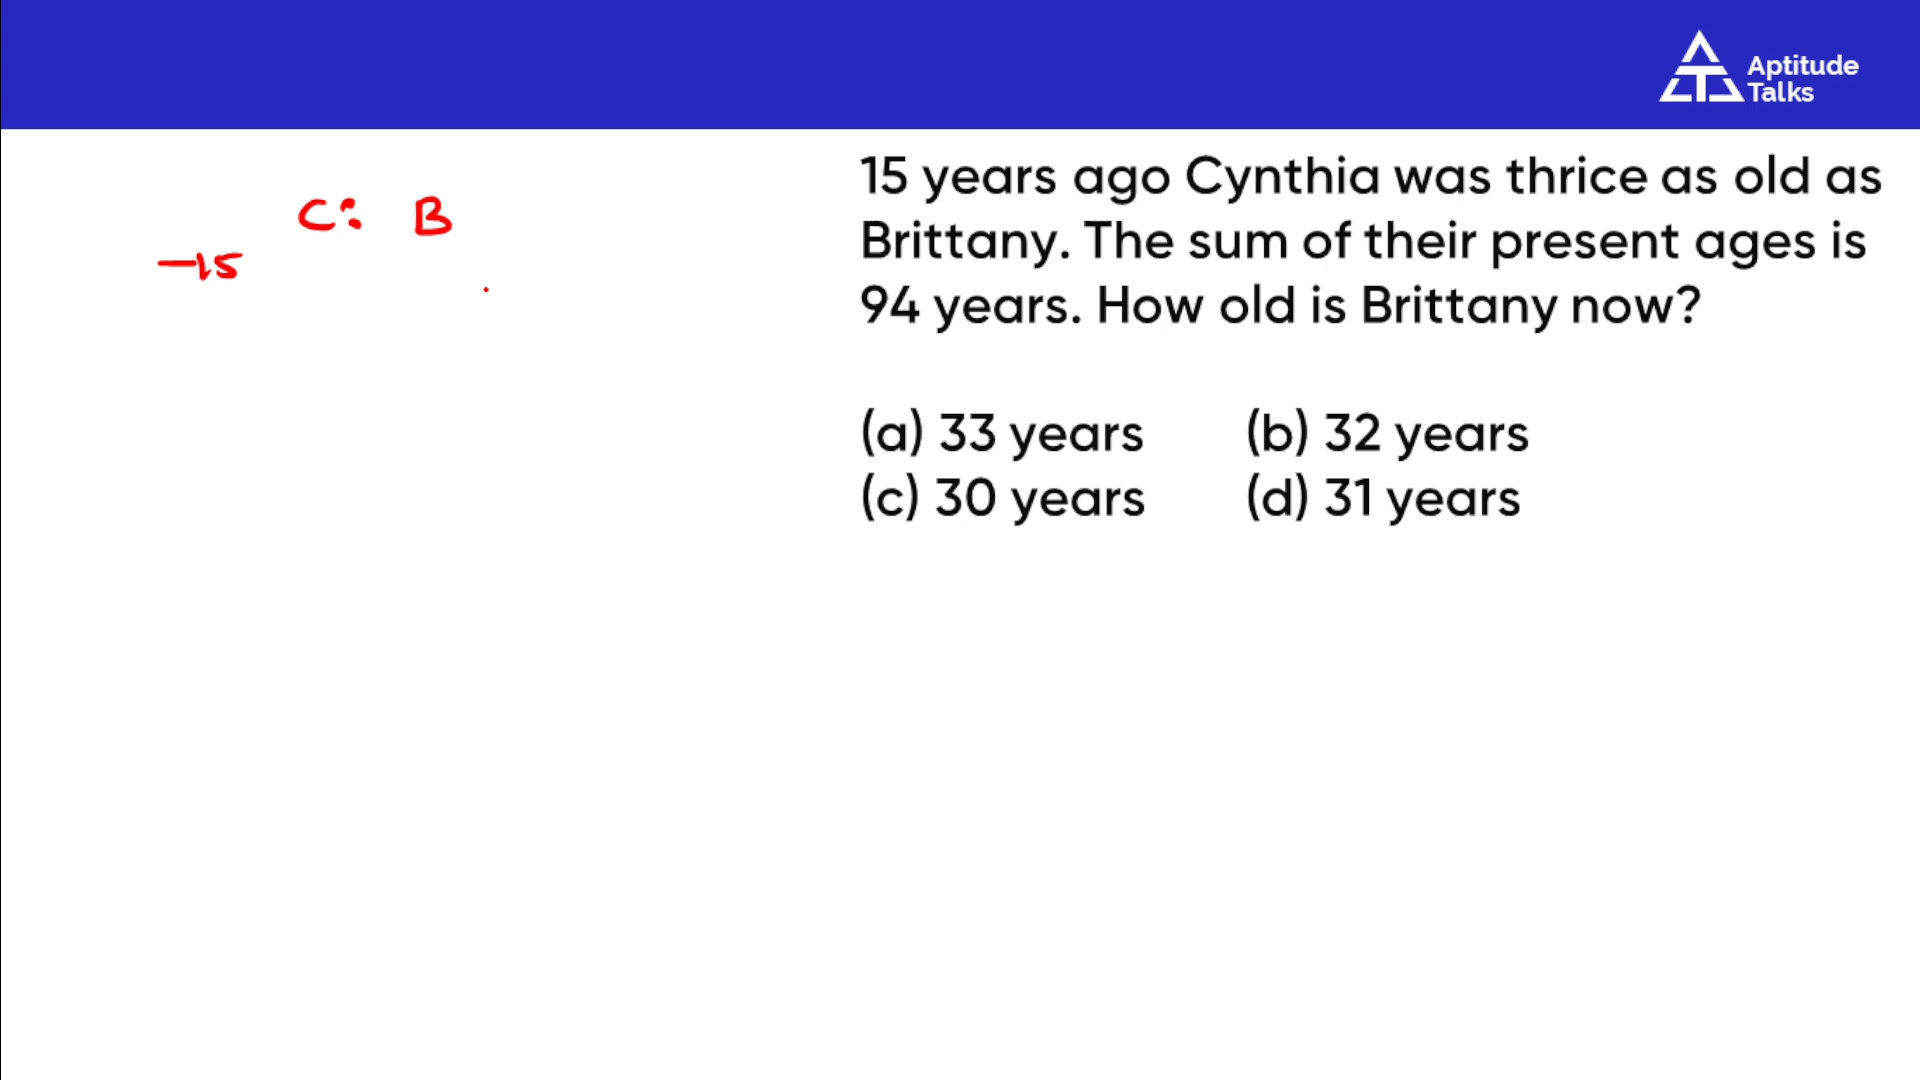 Aptitude
Talks
C: B
-15
15 years ago Cynthia was thrice as old as
Brittany. The sum of their present ages is
94 years. How old is Brittany now?
(a) 33 years (b) 32 years
(c) 30 years (d) 31 years